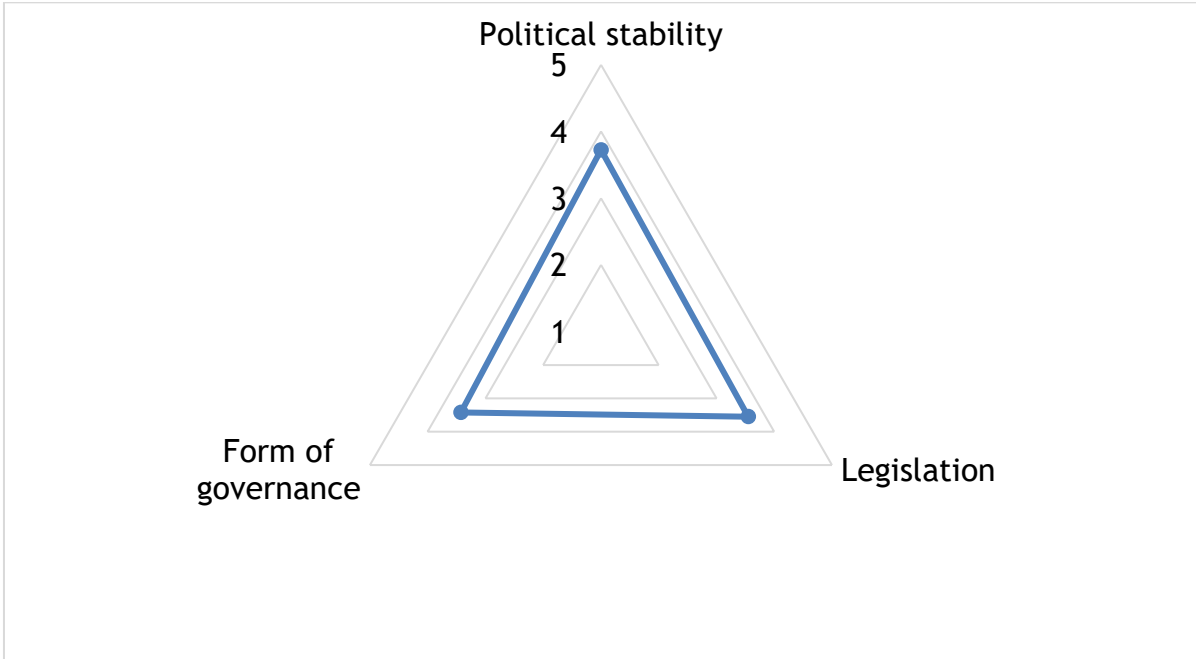 Political stability
5
4
3
2
1
Form of
governance
Legislation